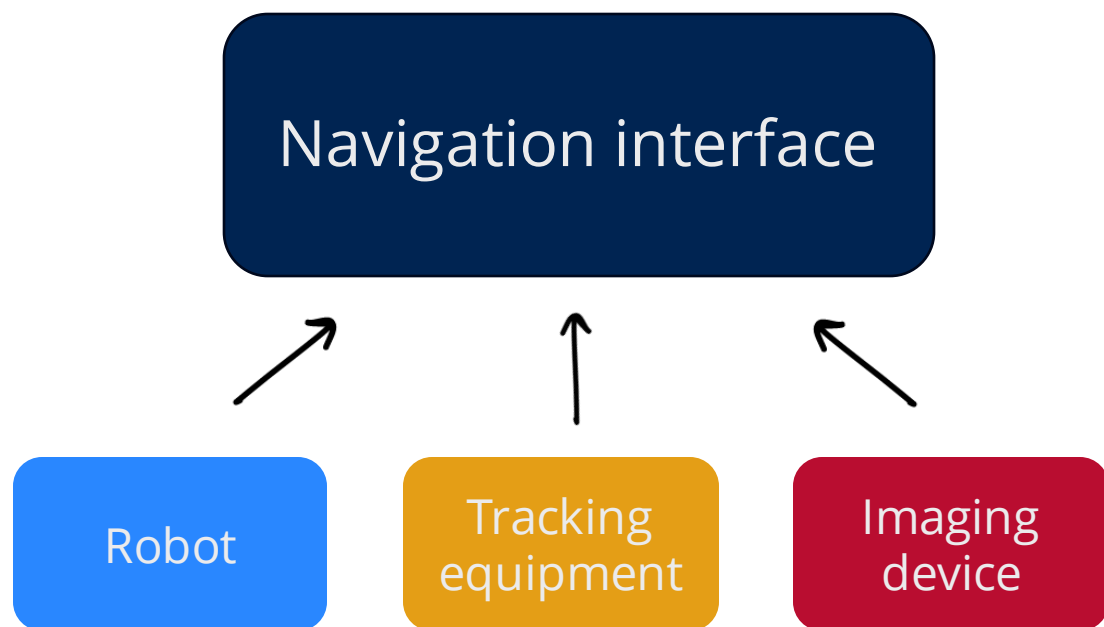 Navigation interface
Robot
Tracking
equipment
Imaging
device